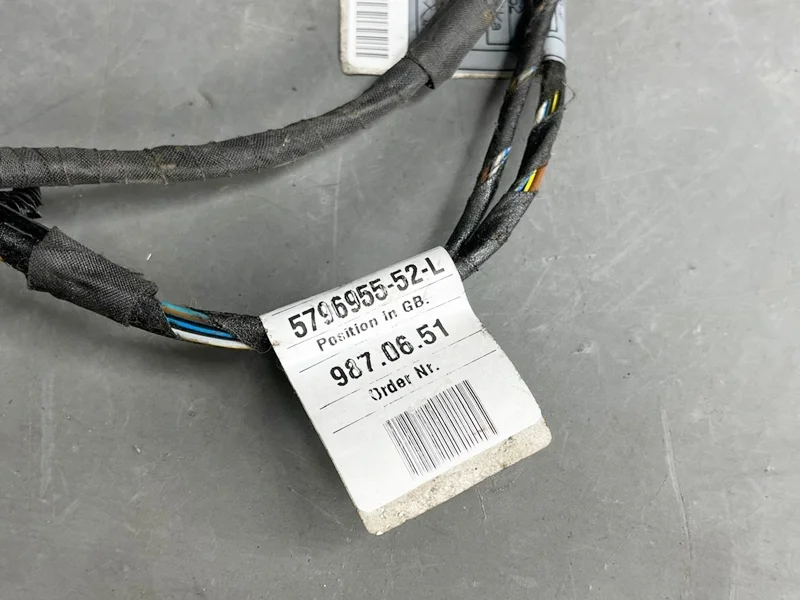 5796955-52-L
Position in GB.
987.06.51
Order Nr.